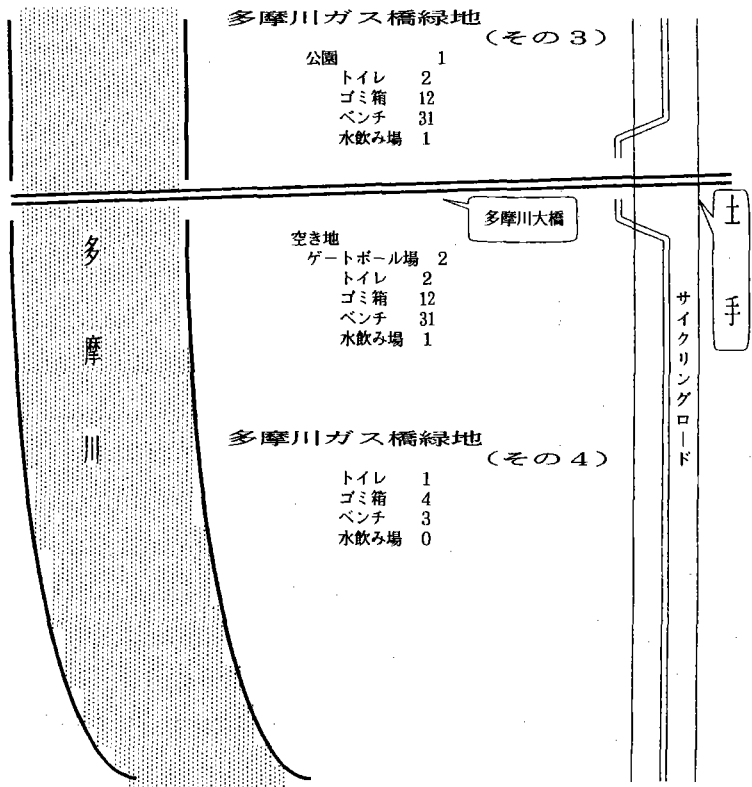 多摩川ガス橋緑地
(その3)
公園 1
トイレ 2
ゴミ箱 12
ベンチ 31
水飲み場 1
多摩川大橋
土手
空き地
ゲートボール場 2
トイレ 2
ゴミ箱 12
ベンチ 31
水飲み場 1
多摩川
サイクリングロード
多摩川ガス橋緑地
(その4)
トイレ 1
ゴミ箱 4
ベンチ 3
水飲み場 0